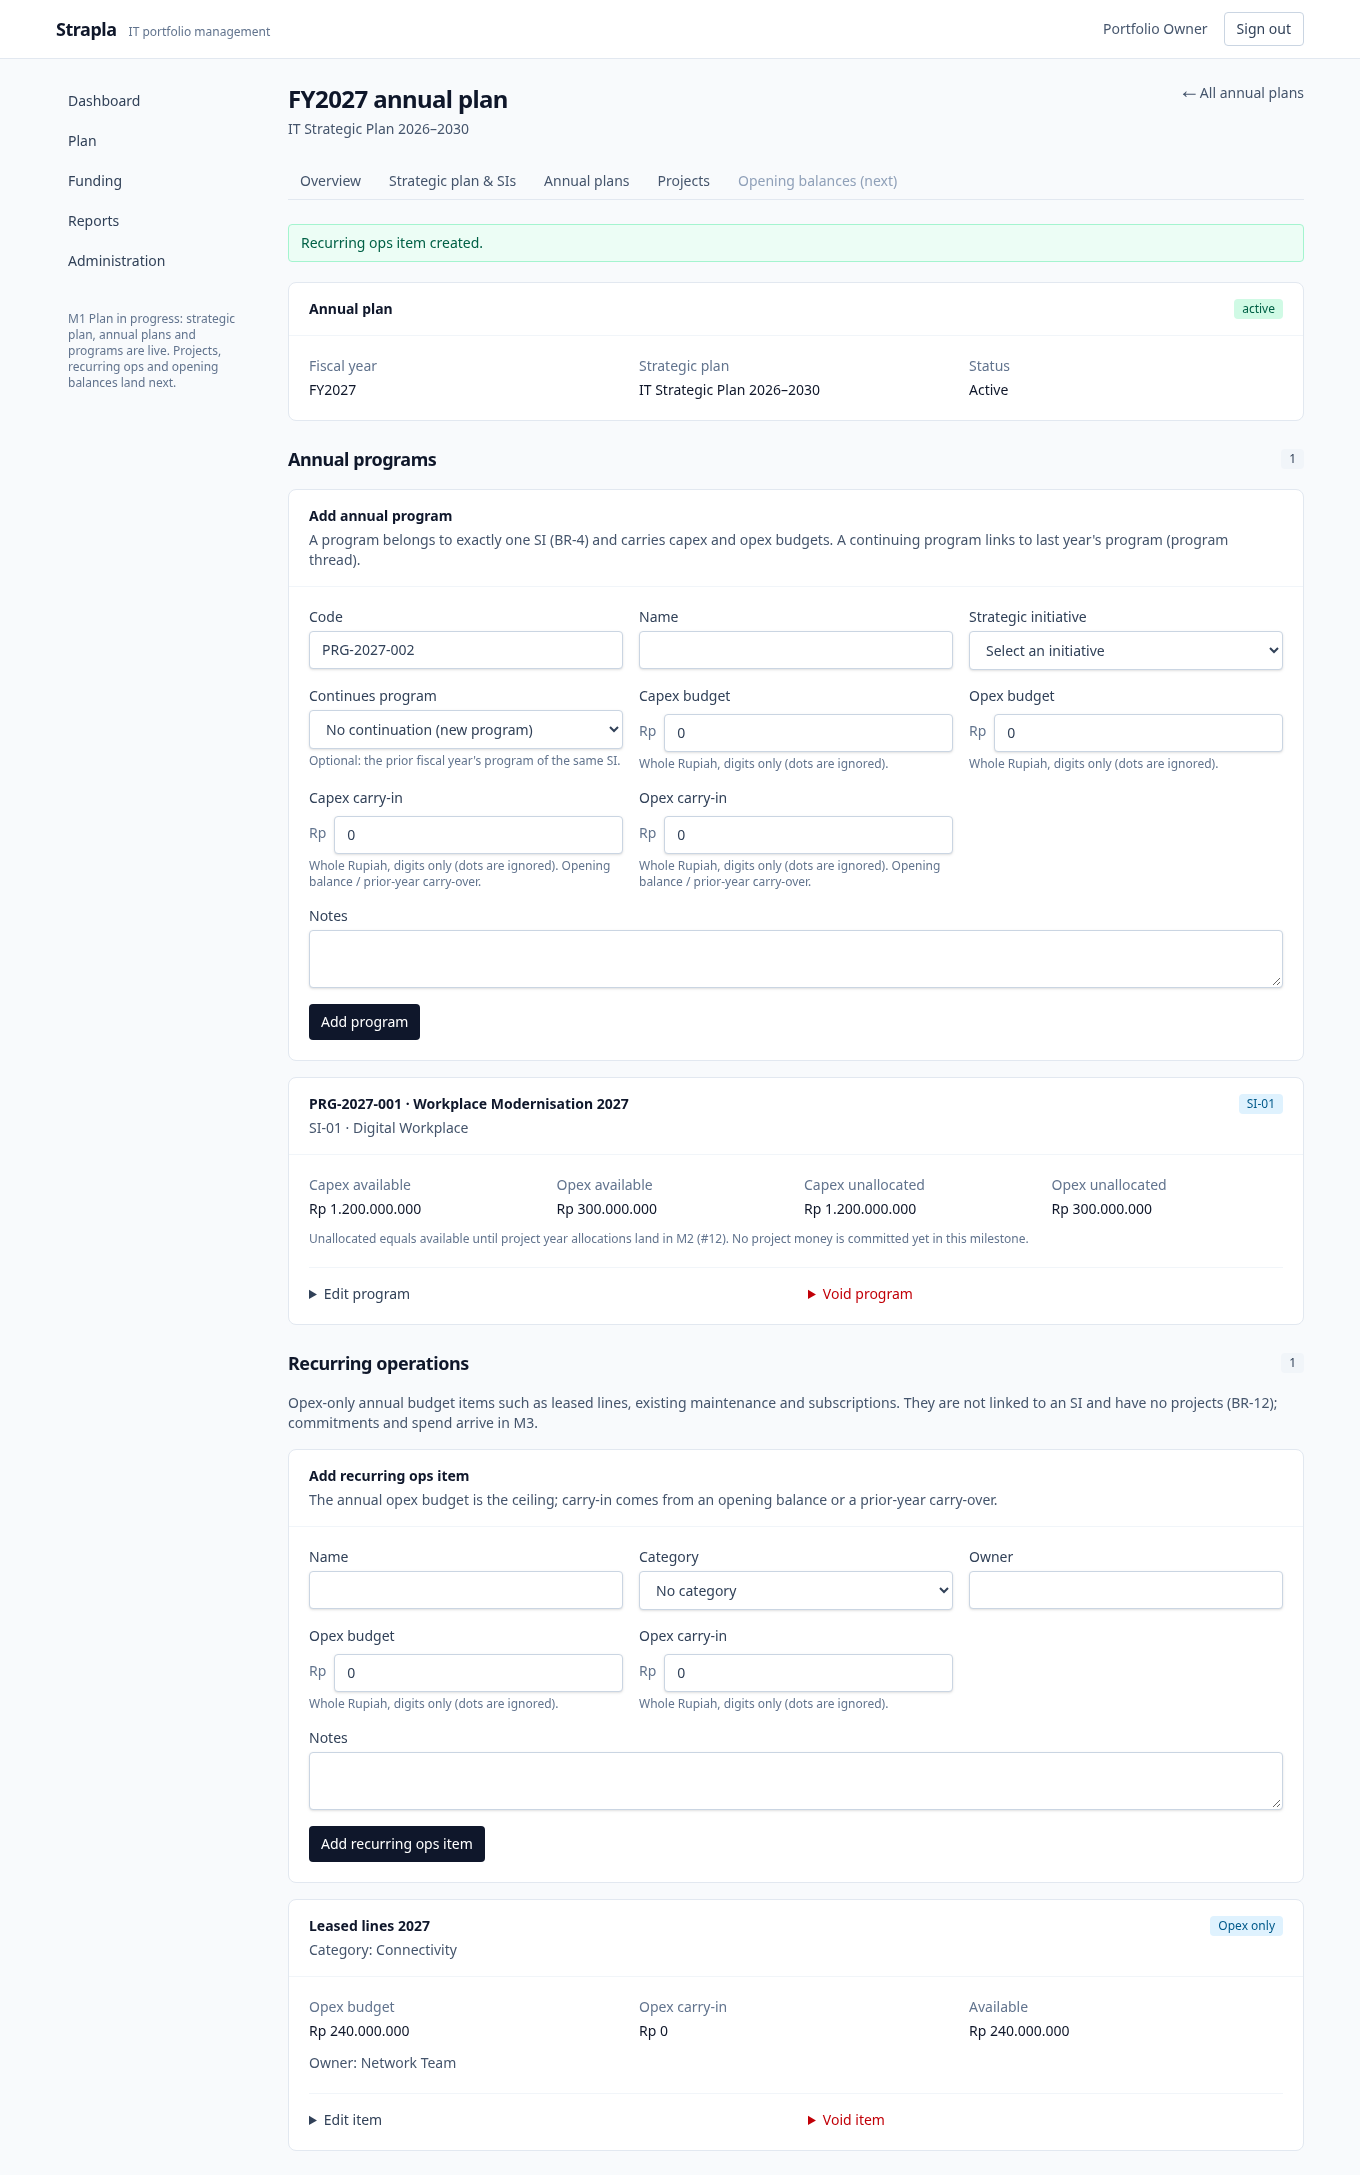 Strapla IT portfolio management
Portfolio Owner
Sign out
Dashboard
Plan
Funding
Reports
Administration
M1 Plan in progress: strategic
plan, annual plans and
programs are live. Projects,
recurring ops and opening
balances land next.
FY2027 annual plan
← All annual plans
IT Strategic Plan 2026–2030
Overview Strategic plan & SIs Annual plans Projects Opening balances (next)
Recurring ops item created.
Annual plan
active
Fiscal year Strategic plan Status
FY2027 IT Strategic Plan 2026–2030 Active
Annual programs
1
Add annual program
A program belongs to exactly one SI (BR-4) and carries capex and opex budgets. A continuing program links to last year's program (program
thread).
Code Name Strategic initiative
PRG-2027-002 Select an initiative
Continues program Capex budget Opex budget
No continuation (new program) Rp 0 Rp 0
Optional: the prior fiscal year's program of the same SI. Whole Rupiah, digits only (dots are ignored). Whole Rupiah, digits only (dots are ignored).
Capex carry-in Opex carry-in
Rp 0 Rp 0
Whole Rupiah, digits only (dots are ignored). Opening
balance / prior-year carry-over.
Whole Rupiah, digits only (dots are ignored). Opening
balance / prior-year carry-over.
Notes
Add program
PRG-2027-001 · Workplace Modernisation 2027
SI-01
SI-01 · Digital Workplace
Capex available Opex available Capex unallocated Opex unallocated
Rp 1.200.000.000 Rp 300.000.000 Rp 1.200.000.000 Rp 300.000.000
Unallocated equals available until project year allocations land in M2 (#12). No project money is committed yet in this milestone.
▶ Edit program ▶ Void program
Recurring operations
1
Opex-only annual budget items such as leased lines, existing maintenance and subscriptions. They are not linked to an SI and have no projects (BR-12);
commitments and spend arrive in M3.
Add recurring ops item
The annual opex budget is the ceiling; carry-in comes from an opening balance or a prior-year carry-over.
Name Category Owner
No category
Opex budget Opex carry-in
Rp 0 Rp 0
Whole Rupiah, digits only (dots are ignored). Whole Rupiah, digits only (dots are ignored).
Notes
Add recurring ops item
Leased lines 2027
Opex only
Category: Connectivity
Opex budget Opex carry-in Available
Rp 240.000.000 Rp 0 Rp 240.000.000
Owner: Network Team
▶ Edit item ▶ Void item